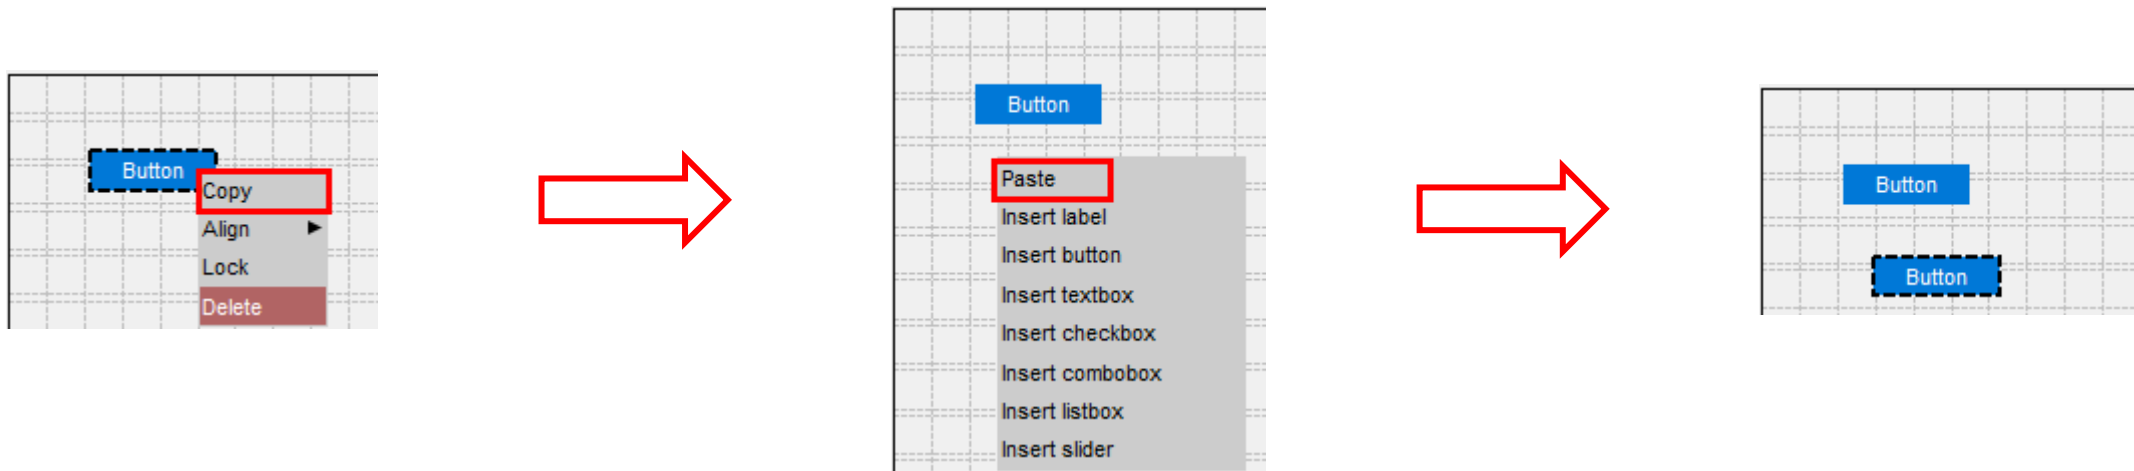 Button
Copy
Align
Lock
Delete
Button
Paste
Insert label
Insert button
Insert textbox
Insert checkbox
Insert combobox
Insert listbox
Insert slider
Button
Button